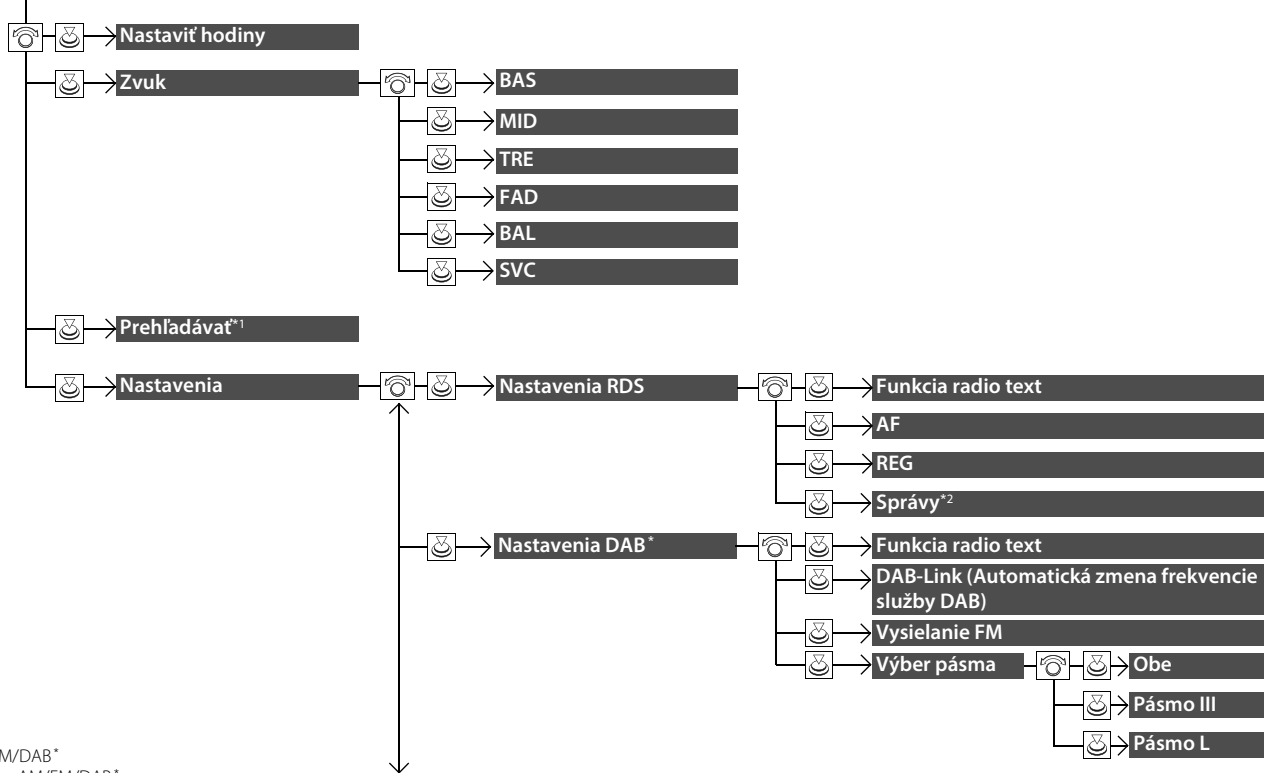 Nastaviť hodiny
Zvuk
BAS
MID
TRE
FAD
BAL
SVC
Prehľadávať*1
Nastavenia
Nastavenia RDS
Funkcia radio text
AF
REG
Správy*2
Nastavenia DAB*
Funkcia radio text
DAB-Link (Automatická zmena frekvencie
služby DAB)
Vysielanie FM
Výber pásma
Obe
Pásmo III
Pásmo L
M/DAB*